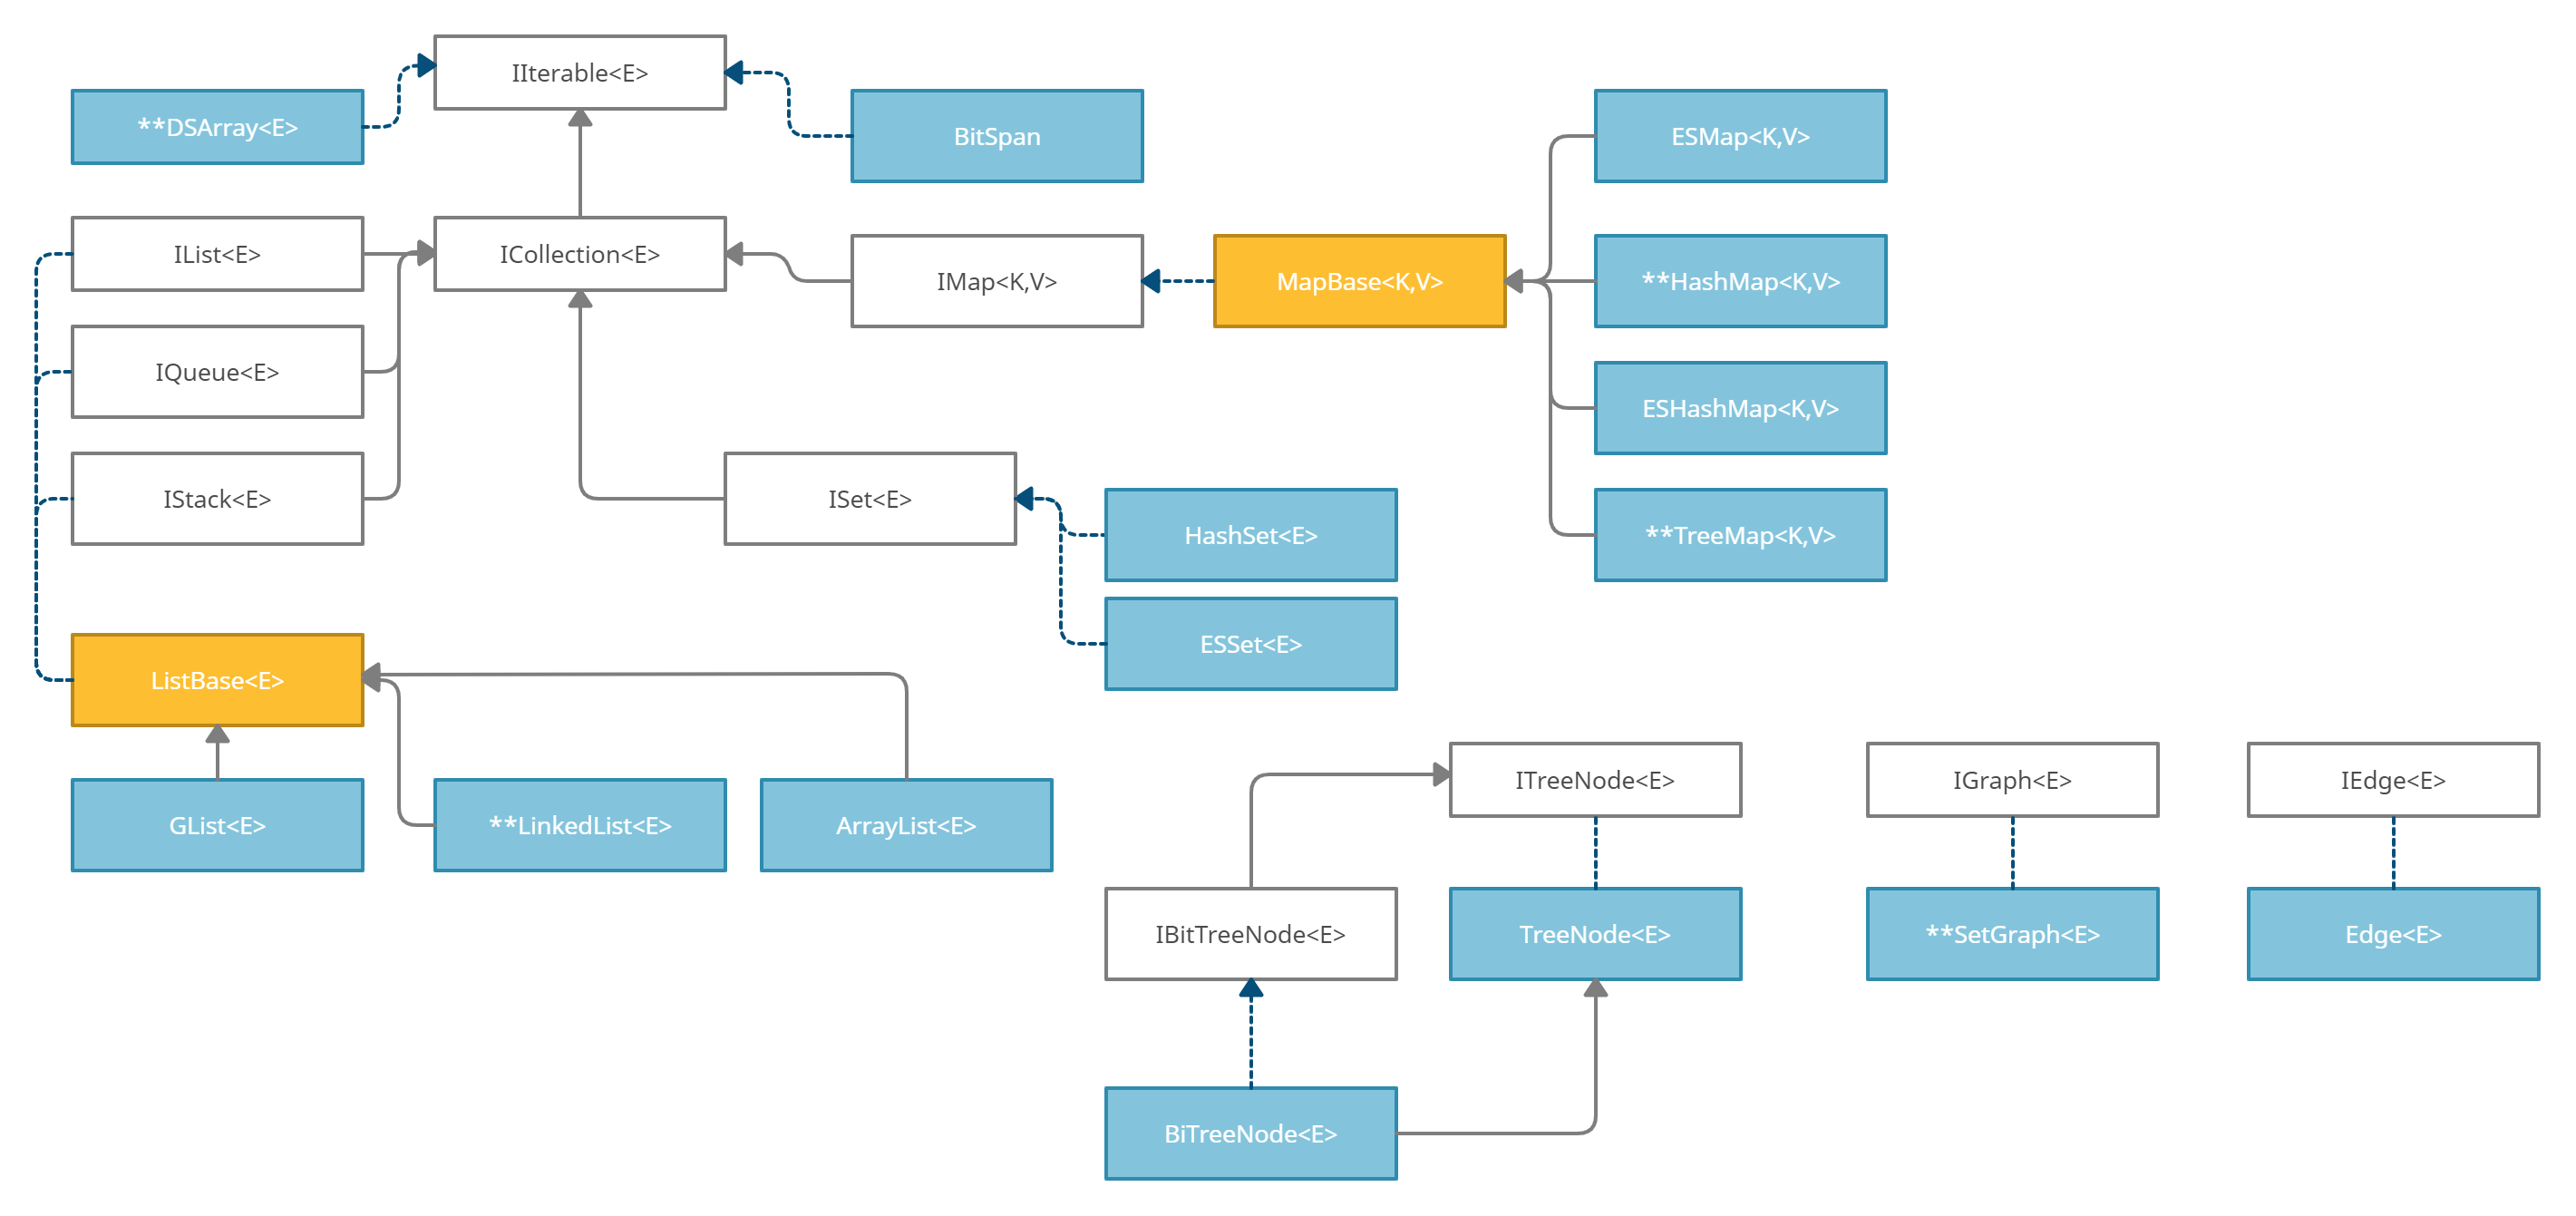 IIterable<E>
**DSArray<E>
BitSpan
ESMap<K,V>
IList<E>
ICollection<E>
IMap<K,V>
MapBase<K,V>
**HashMap<K,V>
IQueue<E>
ESHashMap<K,V>
IStack<E>
ISet<E>
HashSet<E>
**TreeMap<K,V>
ESSet<E>
ListBase<E>
ITreeNode<E>
IGraph<E>
IEdge<E>
GList<E>
**LinkedList<E>
ArrayList<E>
IBitTreeNode<E>
TreeNode<E>
**SetGraph<E>
Edge<E>
BiTreeNode<E>